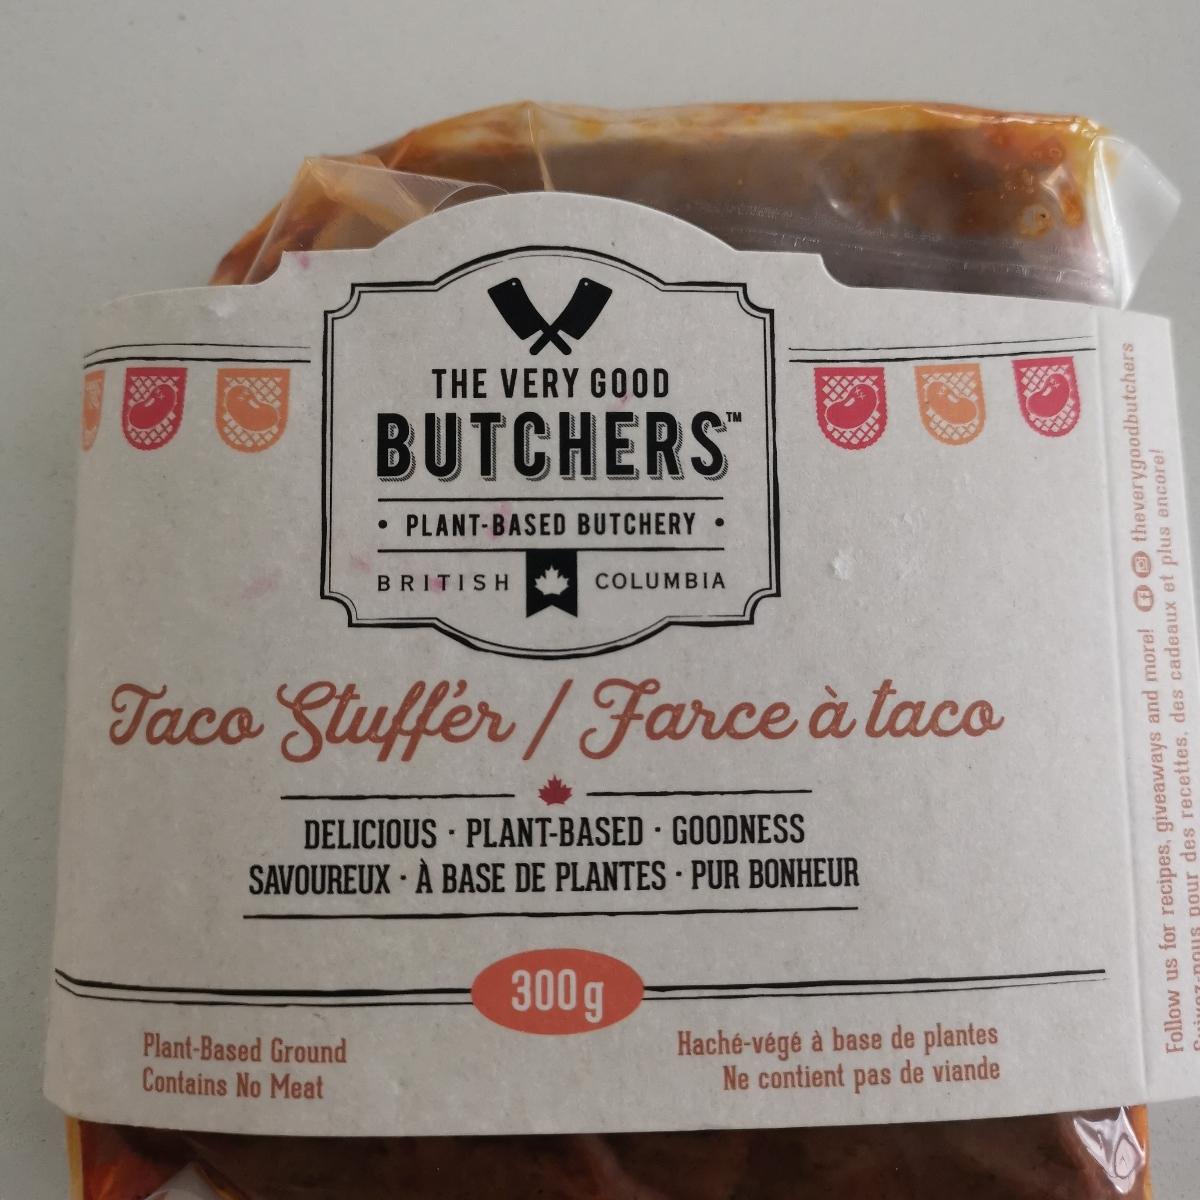 THE VERY GOOD
BUTCHERS™
• PLANT-BASED BUTCHERY •
BRITISH COLUMBIA
Taco Stuff'er / Farce à taco
DELICIOUS · PLANT-BASED · GOODNESS
SAVOUREUX · À BASE DE PLANTES · PUR BONHEUR
300g
Plant-Based Ground
Contains No Meat
Haché-végé à base de plantes
Ne contient pas de viande
Follow us for recipes, giveaways and more! theverygoodbutchers
pour des recettes, des cadeaux et plus encore!